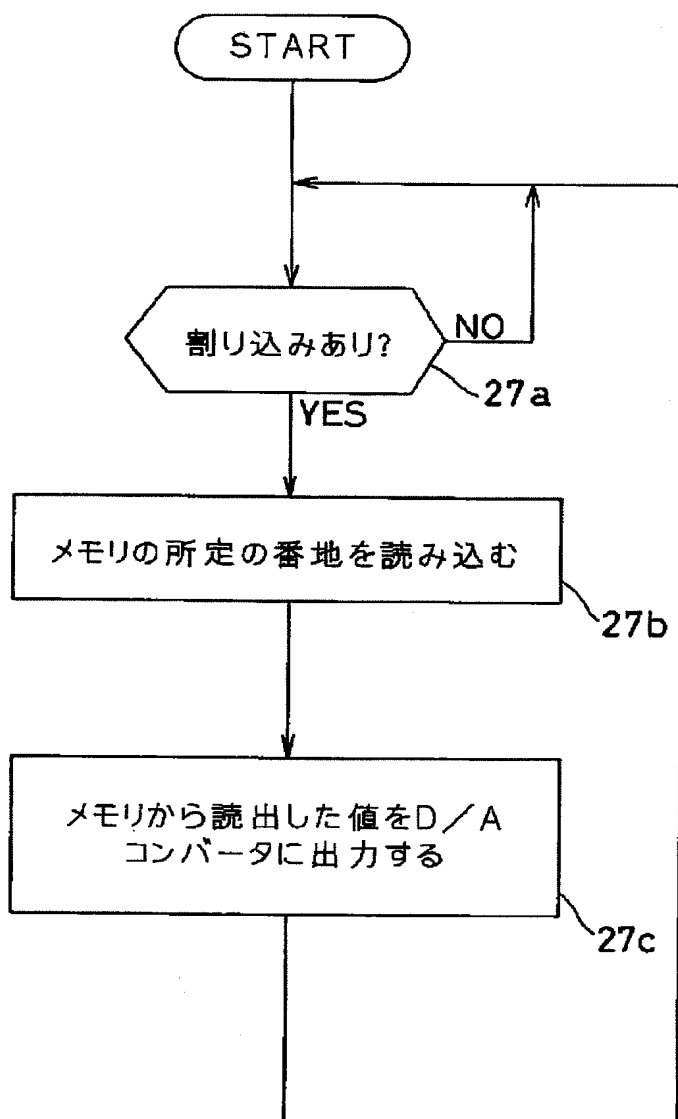 START
割り込みあり?
NO
27a
YES
メモリの所定の番地を読み込む
27b
メモリから読出した値をD/A
コンバータに出力する
27c